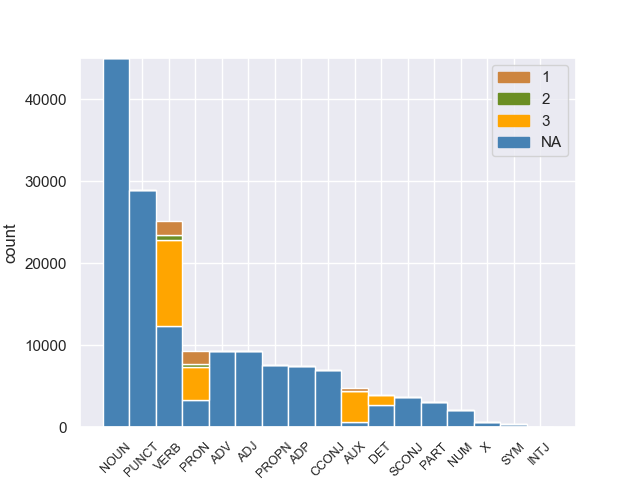 1
2
3
NA
40000
30000
20000
10000
0
count
NOUN
PUNCT
VERB
PRON
ADV
ADJ
PROPN
ADP
CCONJ
AUX
DET
SCONJ
PART
NUM
X
SYM
INTJ